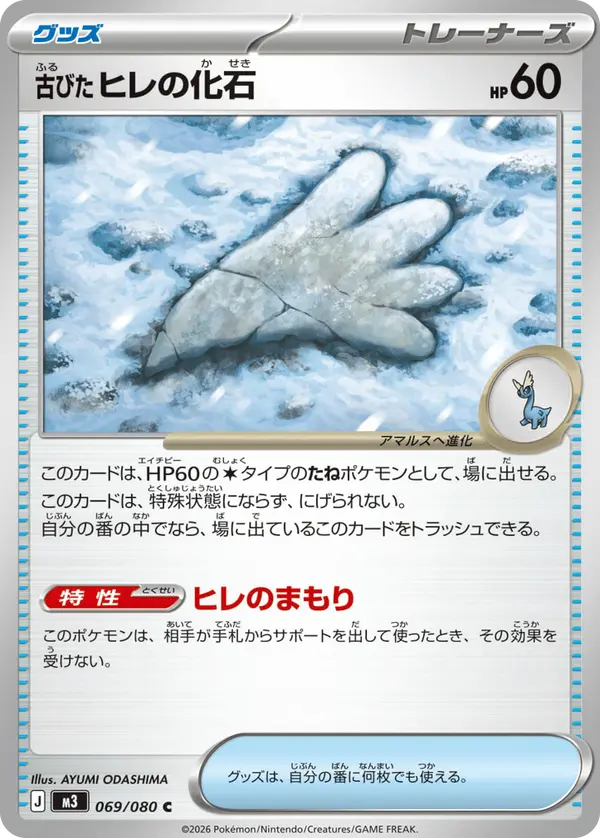 グッズ
トレーナーズ
古びたヒレの化石
HP60
アマルスへ進化
このカードは、HP60の タイプのたねポケモンとして、場に出せる。
このカードは、特殊状態にならず、にげられない。
自分の番の中でなら、場に出ているこのカードをトラッシュできる。
特性 ヒレのまもり
このポケモンは、相手が手札からサポートを出して使ったとき、その効果を
受けない。
グッズは、自分の番に何枚でも使える。
Illus. AYUMI ODASHIMA
J M3 069/080 C
©2026 Pokémon/Nintendo/Creatures/GAME FREAK.